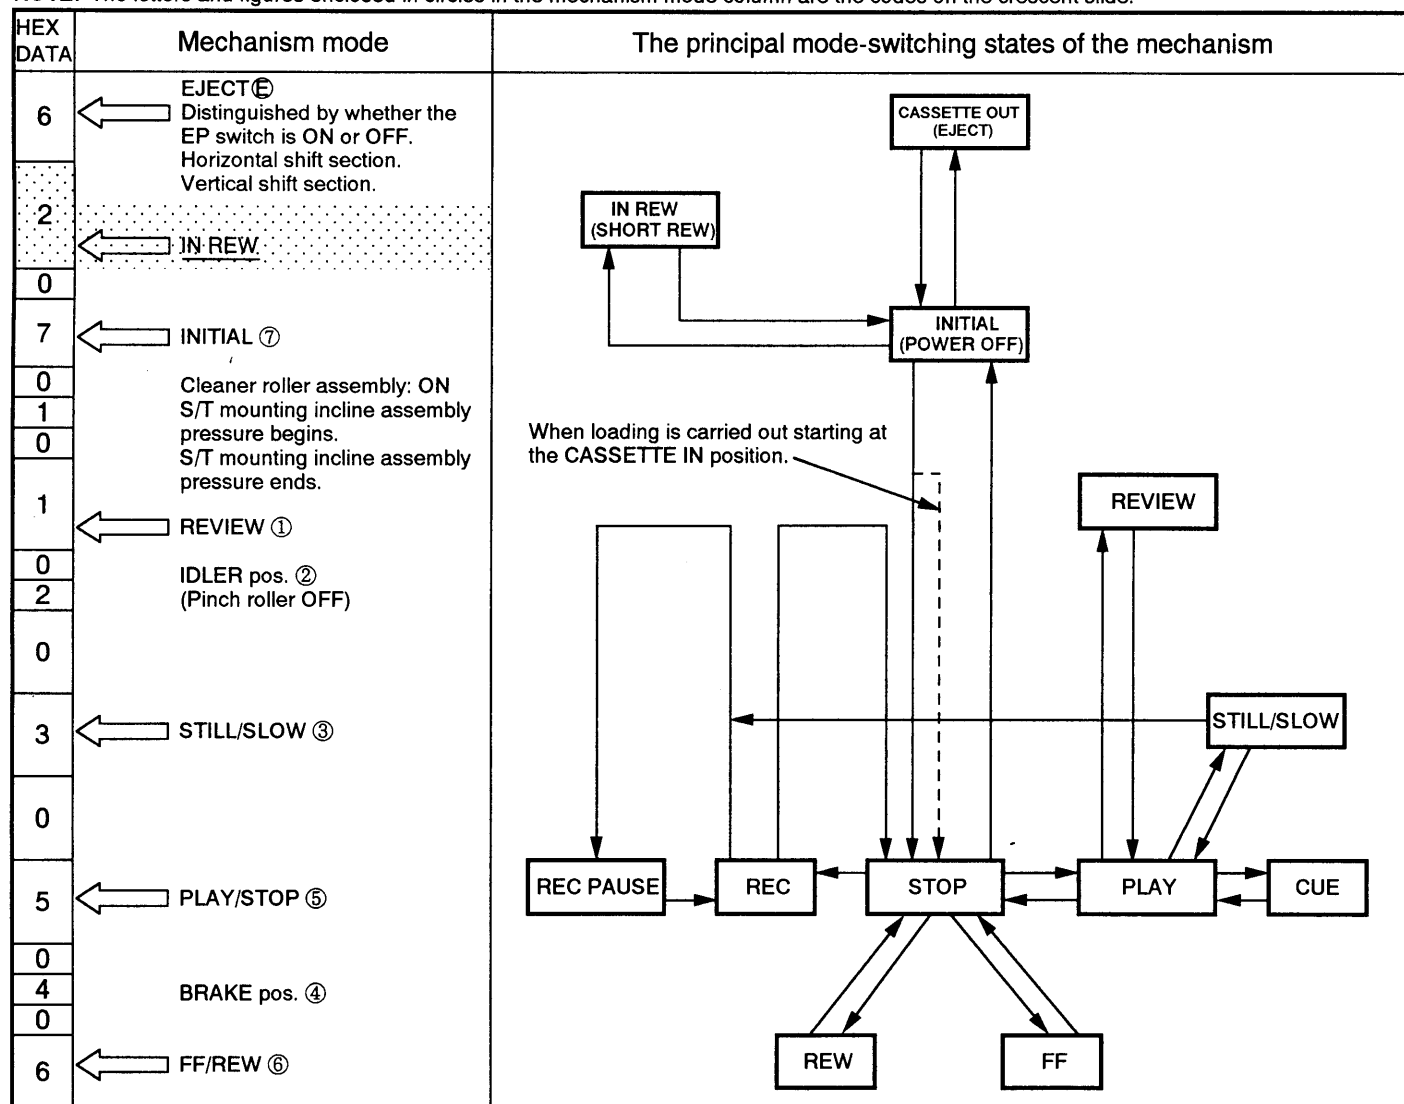 NOTE: The letters and figures enclosed in circles in the mechanism mode column are the codes on the crescent slide.
HEX
DATA
Mechanism mode
The principal mode-switching states of the mechanism
6
EJECT Ⓔ
Distinguished by whether the
EP switch is ON or OFF.
Horizontal shift section.
Vertical shift section.
2
IN REW
0
7
INITIAL ⑦
0
1
0
Cleaner roller assembly: ON
S/T mounting incline assembly
pressure begins.
S/T mounting incline assembly
pressure ends.
1
REVIEW ①
0
2
IDLER pos. ②
(Pinch roller OFF)
0
3
STILL/SLOW ③
0
5
PLAY/STOP ⑤
0
4
BRAKE pos. ④
0
6
FF/REW ⑥
CASSETTE OUT
(EJECT)
IN REW
(SHORT REW)
INITIAL
(POWER OFF)
When loading is carried out starting at
the CASSETTE IN position.
REVIEW
STILL/SLOW
REC PAUSE
REC
STOP
PLAY
CUE
REW
FF